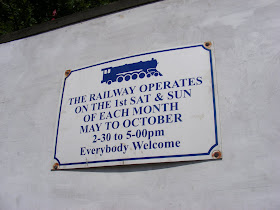 THE RAILWAY OPERATES
ON THE 1st SAT & SUN
OF EACH MONTH
MAY TO OCTOBER
2-30 to 5-00pm
Everybody Welcome